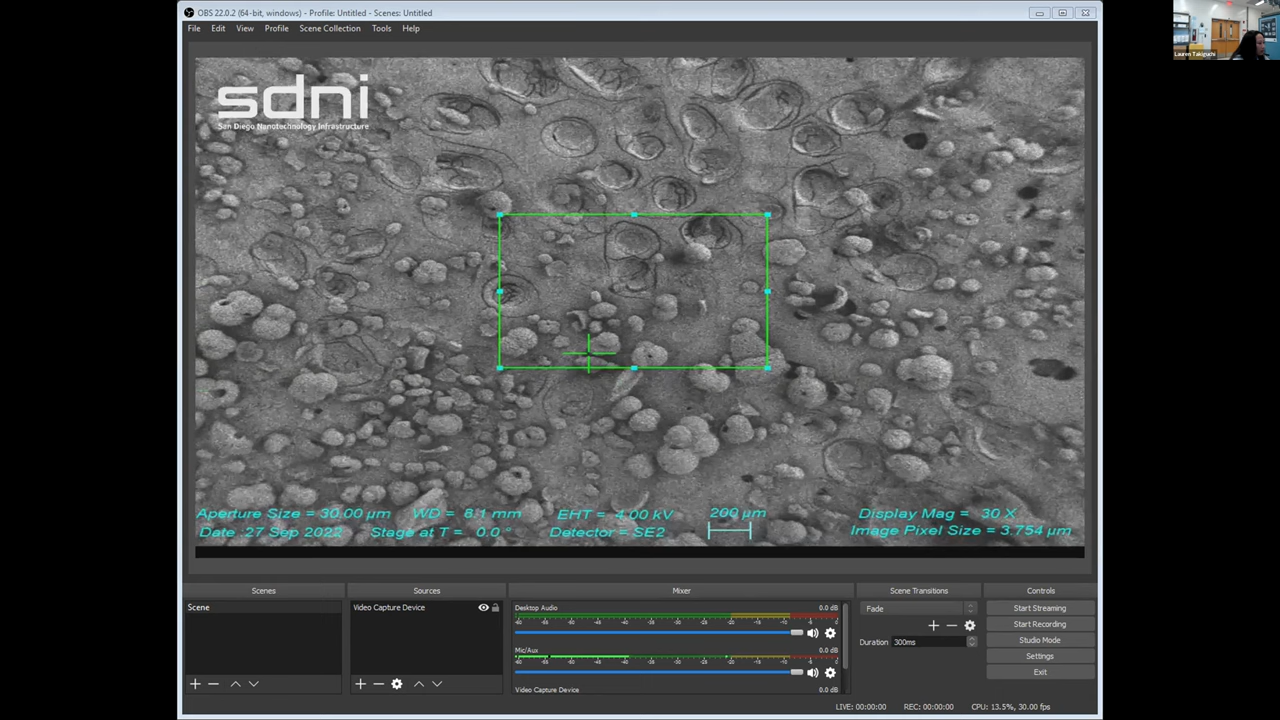 OBS 22.0.2 (64-bit, windows) - Profile: Untitled - Scenes: Untitled
File Edit View Profile Scene Collection Tools Help
Lauren Takiguchi
sdni
San Diego Nanotechnology Infrastructure
Aperture Size = 30.00 µm WD = 8.1 mm EHT = 4.00 kV 200 µm Display Mag = 30 X
Date :27 Sep 2022 Stage at T = 0.0 ° Detector = SE2 Image Pixel Size = 3.754 µm
Scenes Sources Mixer Scene Transitions Controls
Scene
Video Capture Device
Desktop Audio 0.0 dB
Mic/Aux 0.0 dB
Video Capture Device 0.0 dB
Fade
Duration 300ms
Start Streaming
Start Recording
Studio Mode
Settings
Exit
LIVE: 00:00:00 REC: 00:00:00 CPU: 13.5%, 30.00 fps